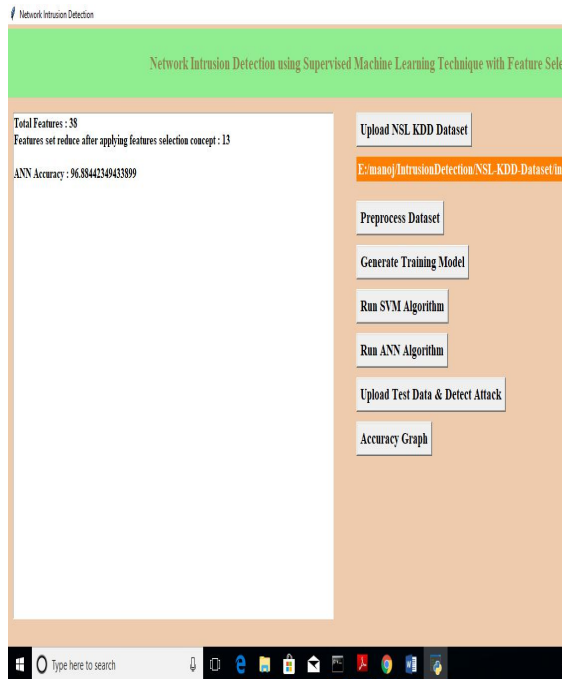 Network Intrusion Detection
Network Intrusion Detection using Supervised Machine Learning Technique with Feature Sele
Total Features : 38
Features set reduce after applying features selection concept : 13
ANN Accuracy : 96.88442349433899
Upload NSL KDD Dataset
E:/manoj/IntrusionDetection/NSL-KDD-Dataset/in
Preprocess Dataset
Generate Training Model
Run SVM Algorithm
Run ANN Algorithm
Upload Test Data & Detect Attack
Accuracy Graph
Type here to search